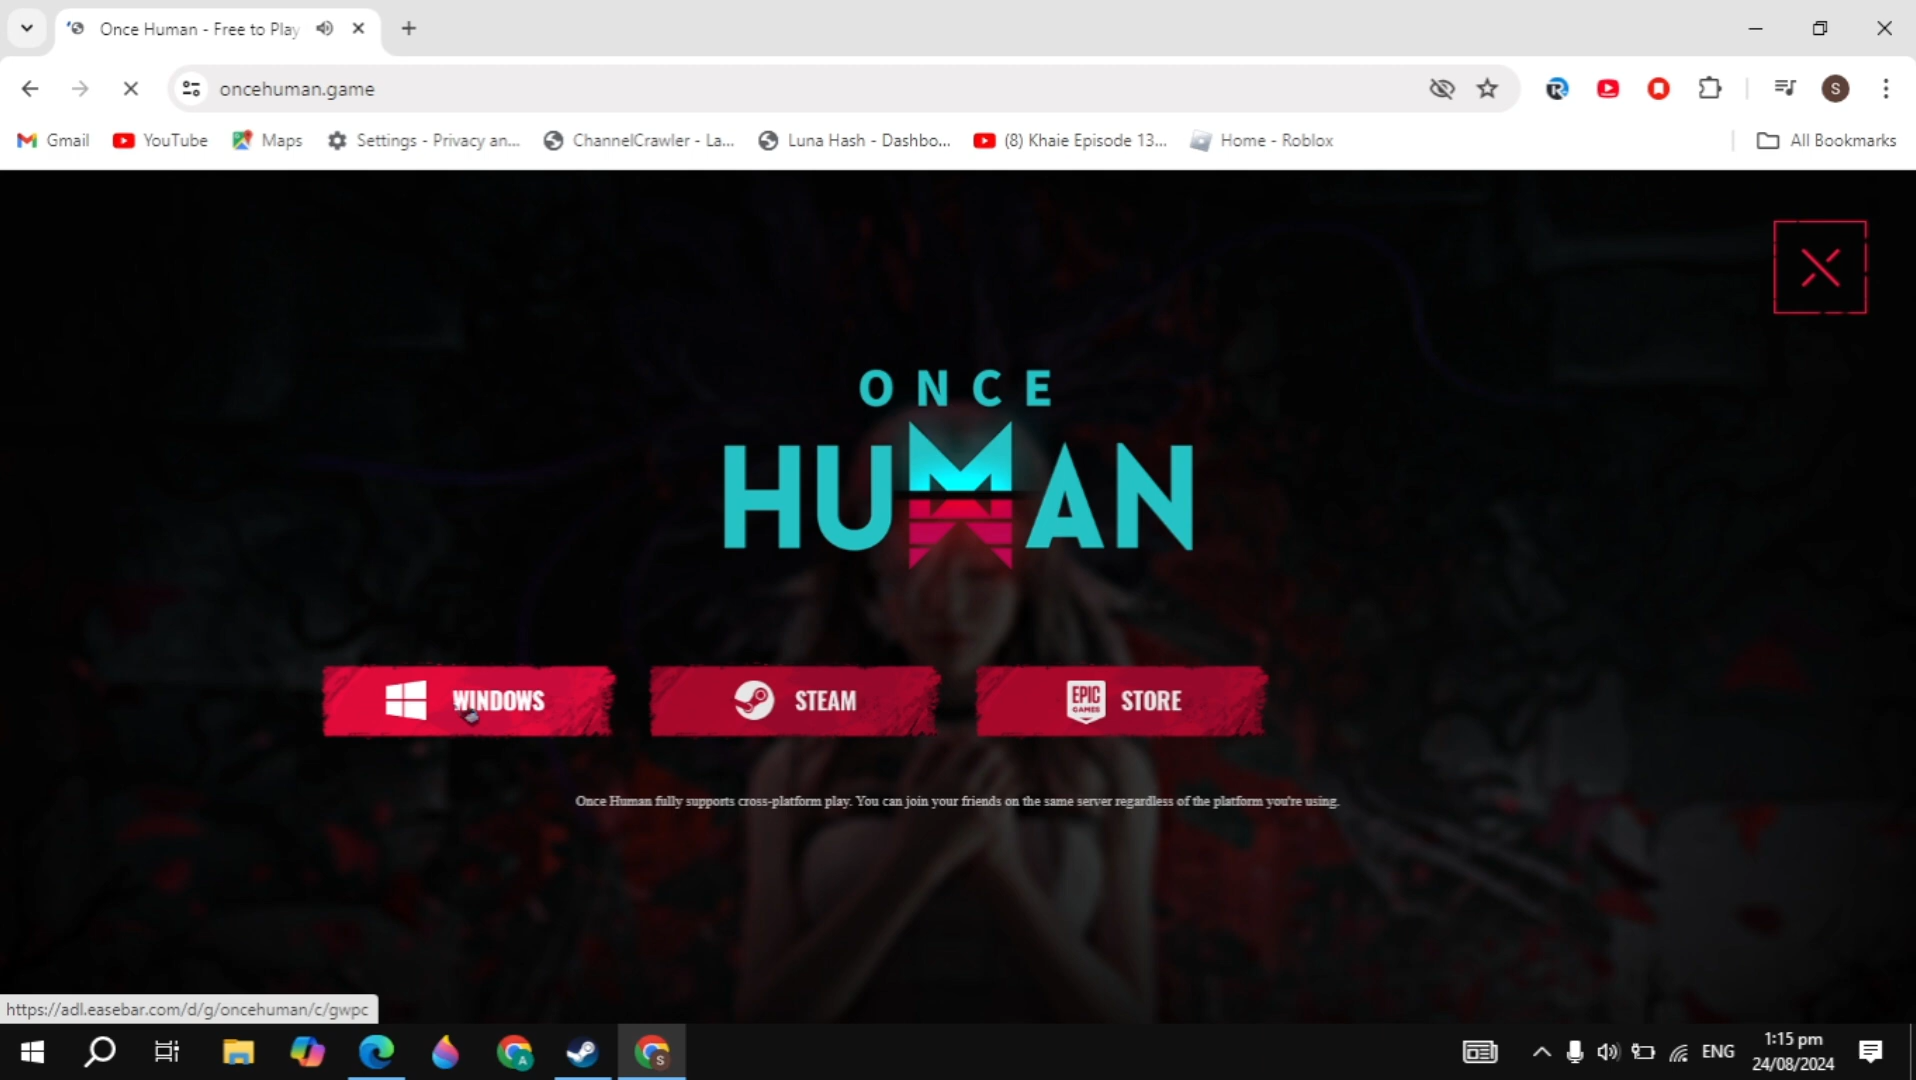 Once Human - Free to Play
oncehuman.game
S
Gmail
YouTube
Maps
Settings - Privacy an...
ChannelCrawler - La...
Luna Hash - Dashbo...
(8) Khaie Episode 13...
Home - Roblox
All Bookmarks
ONCE
HUMAN
WINDOWS
STEAM
EPIC GAMES STORE
Once Human fully supports cross-platform play. You can join your friends on the same server regardless of the platform you're using.
https://adl.easebar.com/d/g/oncehuman/c/gwpc
A
S
ENG
1:15 pm
24/08/2024